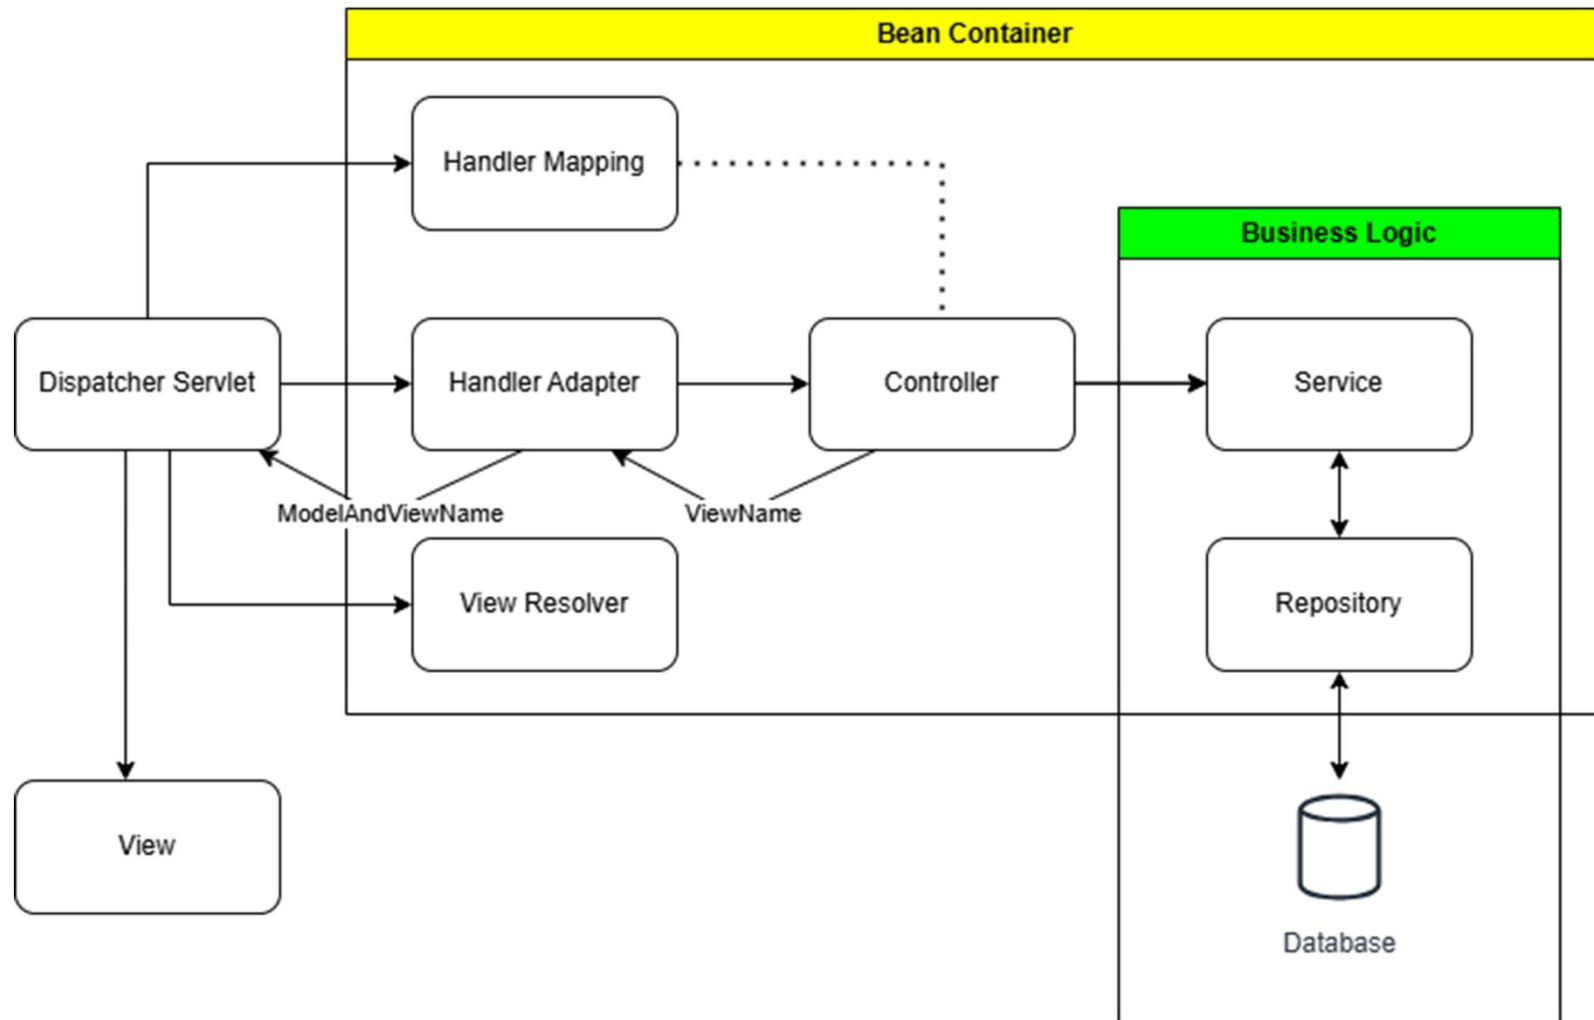 Bean Container
Handler Mapping
Business Logic
Dispatcher Servlet
Handler Adapter
Controller
Service
ModelAndViewName
ViewName
View Resolver
Repository
View
Database